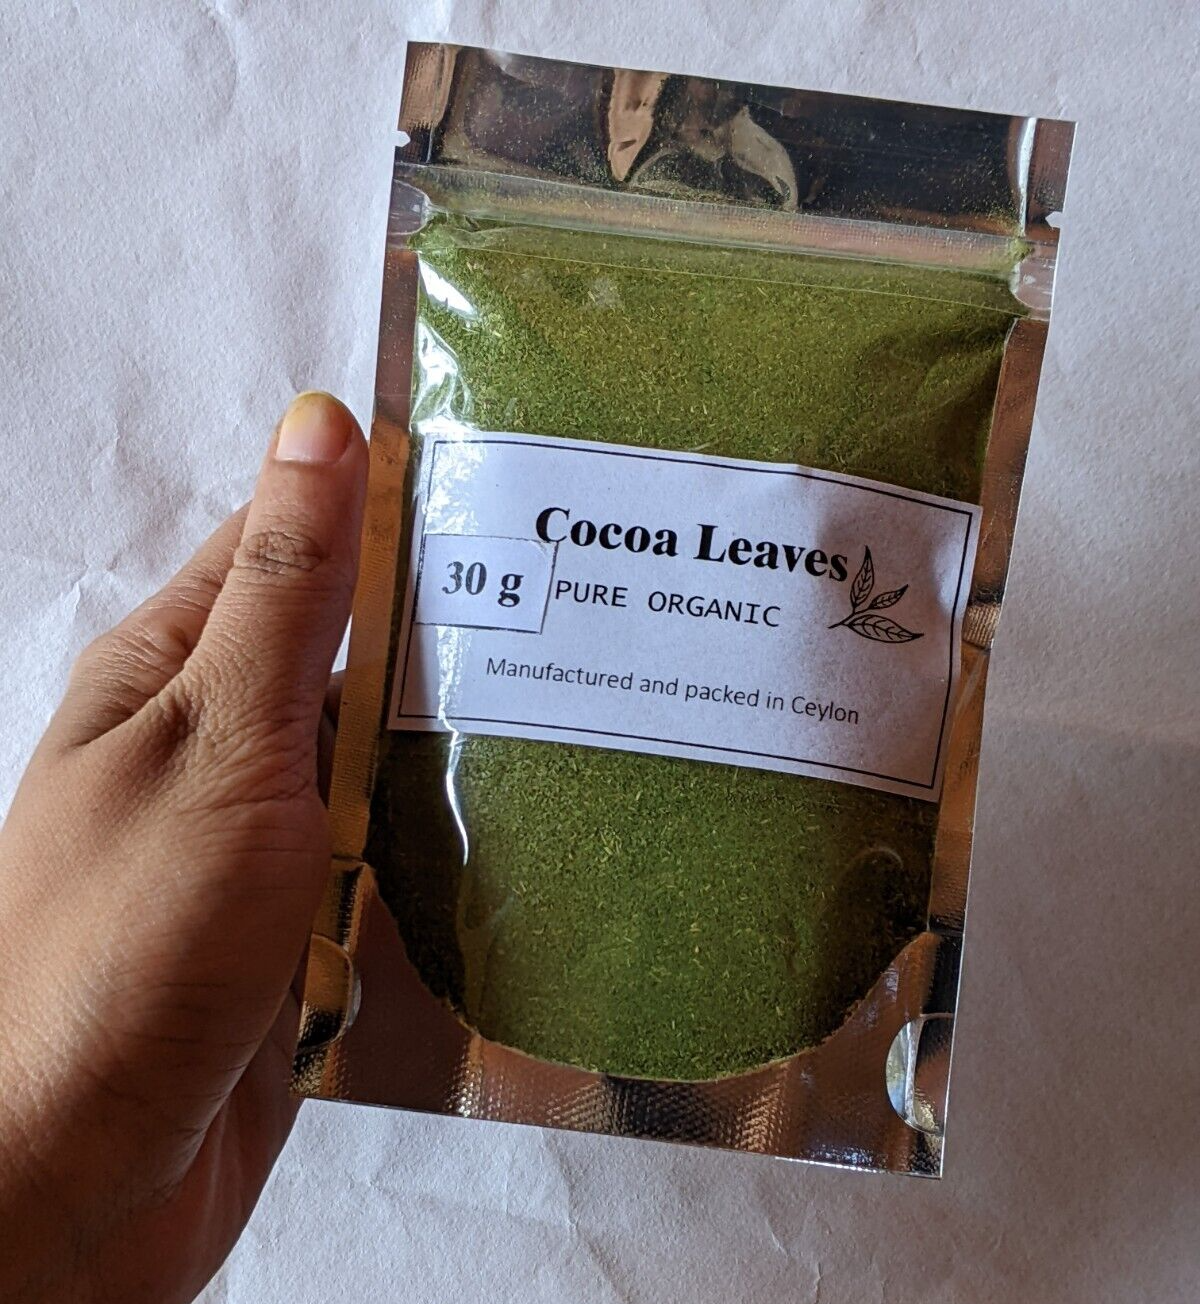 Cocoa Leaves
30 g
PURE ORGANIC
Manufactured and packed in Ceylon